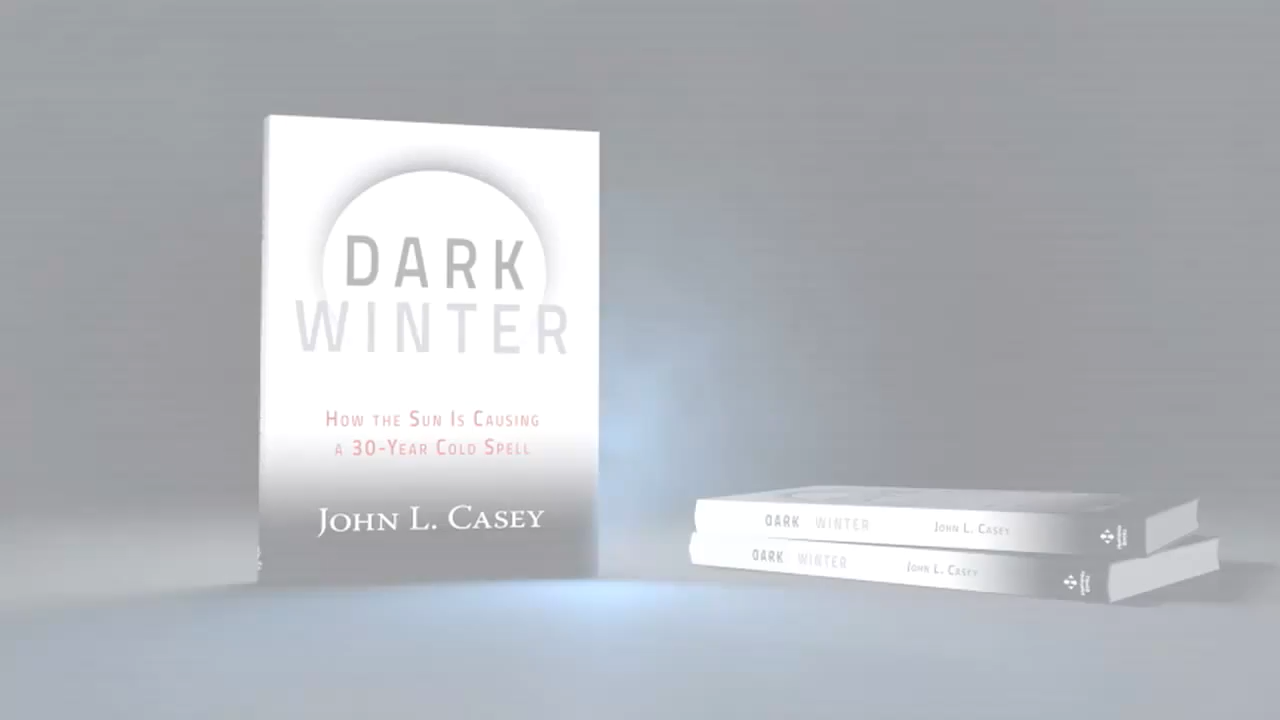 DARK
WINTER
How the Sun Is Causing
a 30-Year Cold Spell
John L. Casey
DARK WINTER John L. Casey
DARK WINTER John L. Casey